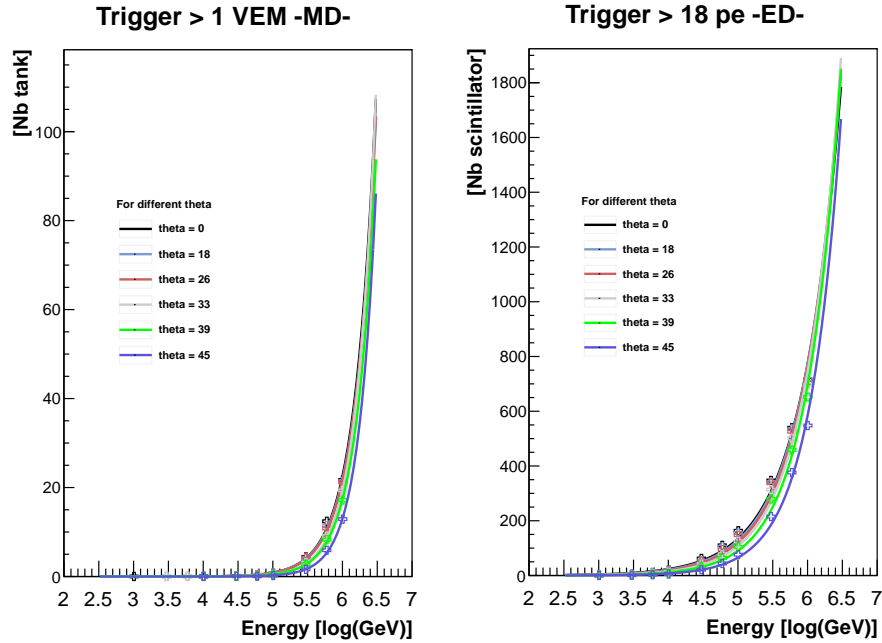 Trigger > 1 VEM -MD-
[Nb tank]
100
80
60
40
20
0
For different theta
theta = 0
theta = 18
theta = 26
theta = 33
theta = 39
theta = 45
2 2.5 3 3.5 4 4.5 5 5.5 6 6.5 7
Energy [log(GeV)]
Trigger > 18 pe -ED-
[Nb scintillator]
1800
1600
1400
1200
1000
800
600
400
200
0
For different theta
theta = 0
theta = 18
theta = 26
theta = 33
theta = 39
theta = 45
2 2.5 3 3.5 4 4.5 5 5.5 6 6.5 7
Energy [log(GeV)]